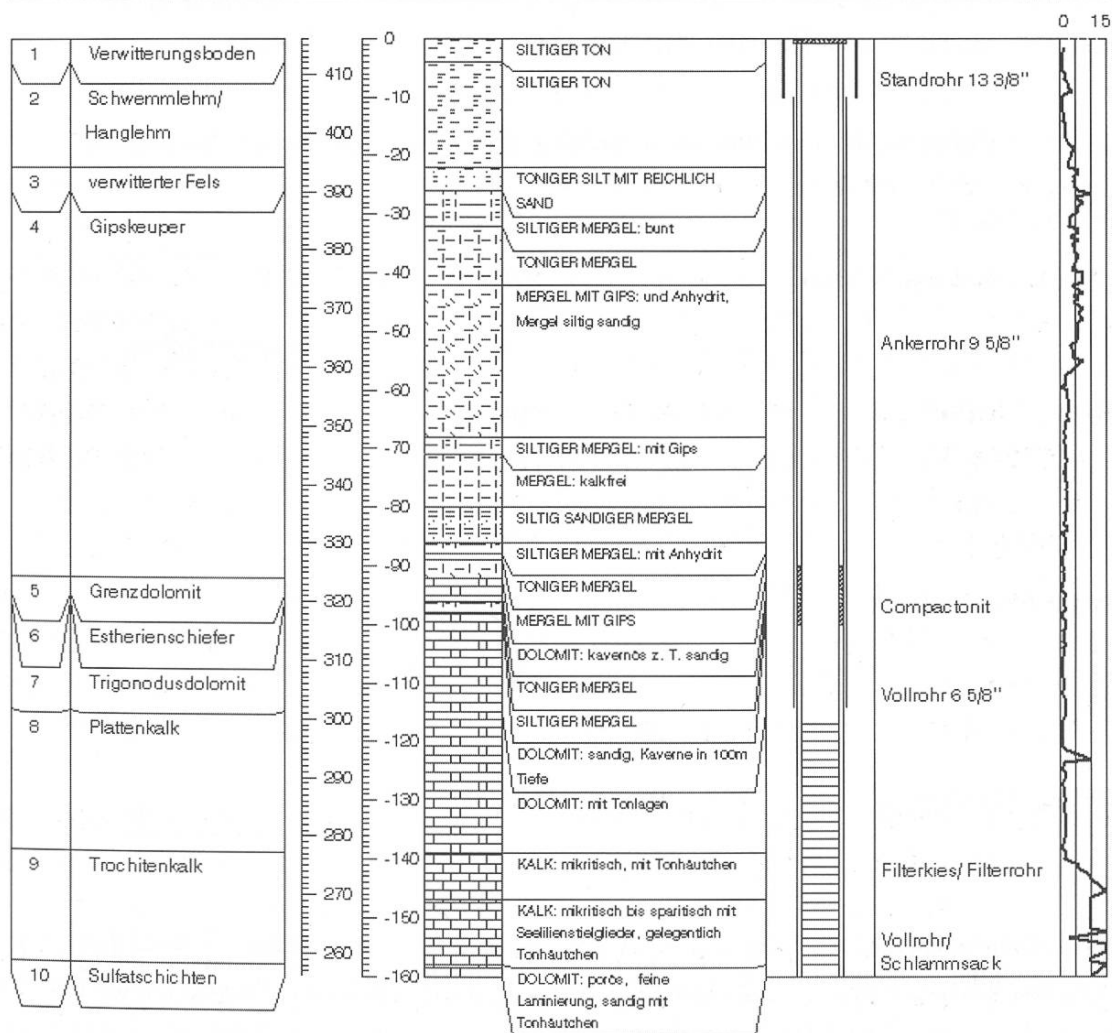 0 15
1 Verwitterungsboden
2 Schwemmlehm/
Hanglehm
3 verwitterter Fels
4 Gipskeuper
5 Grenzdolomit
6 Estherienschiefer
7 Trigonodusdolomit
8 Plattenkalk
9 Trochitenkalk
10 Sulfatschichten
410
400
390
380
370
360
350
340
330
320
310
300
290
280
270
260
0
-10
-20
-30
-40
-50
-60
-70
-80
-90
-100
-110
-120
-130
-140
-150
-160
SILTIGER TON
SILTIGER TON
TONIGER SILT MIT REICHLICH
SAND
SILTIGER MERGEL: bunt
TONIGER MERGEL
MERGEL MIT GIPS: und Anhydrit,
Mergel siltig sandig
SILTIGER MERGEL: mit Gips
MERGEL: kalkfrei
SILTIG SANDIGER MERGEL
SILTIGER MERGEL: mit Anhydrit
TONIGER MERGEL
MERGEL MIT GIPS
DOLOMIT: kavernös z. T. sandig
TONIGER MERGEL
SILTIGER MERGEL
DOLOMIT: sandig, Kaverne in 100m
Tiefe
DOLOMIT: mit Tonlagen
KALK: mikritisch, mit Tonhäutchen
KALK: mikritisch bis sparitisch mit
Seelilienstielglieder, gelegentlich
Tonhäutchen
DOLOMIT: porös, feine
Laminierung, sandig mit
Tonhäutchen
Standrohr 13 3/8"
Ankerrohr 9 5/8"
Compactonit
Vollrohr 6 5/8"
Filterkies/ Filterrohr
Vollrohr/
Schlammsack